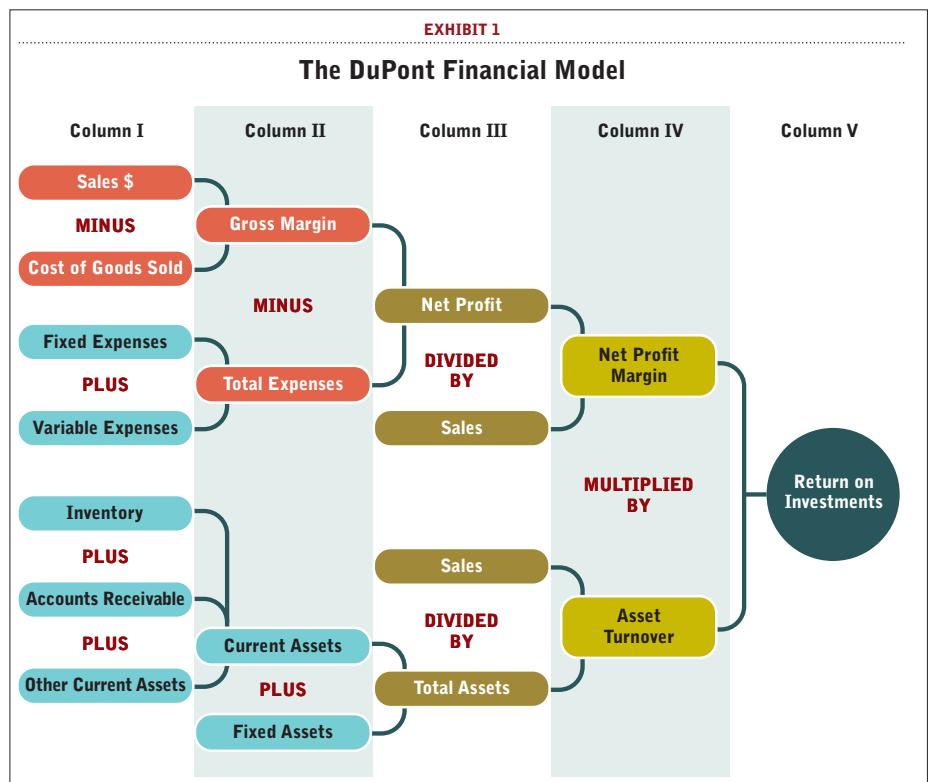 EXHIBIT 1
The DuPont Financial Model
Column I
Column II
Column III
Column IV
Column V
Sales $
MINUS
Cost of Goods Sold
Fixed Expenses
PLUS
Variable Expenses
Inventory
PLUS
Accounts Receivable
PLUS
Other Current Assets
Gross Margin
MINUS
Total Expenses
Current Assets
PLUS
Fixed Assets
Net Profit
DIVIDED
BY
Sales
Sales
DIVIDED
BY
Total Assets
Net Profit
Margin
MULTIPLIED
BY
Asset
Turnover
Return on
Investments